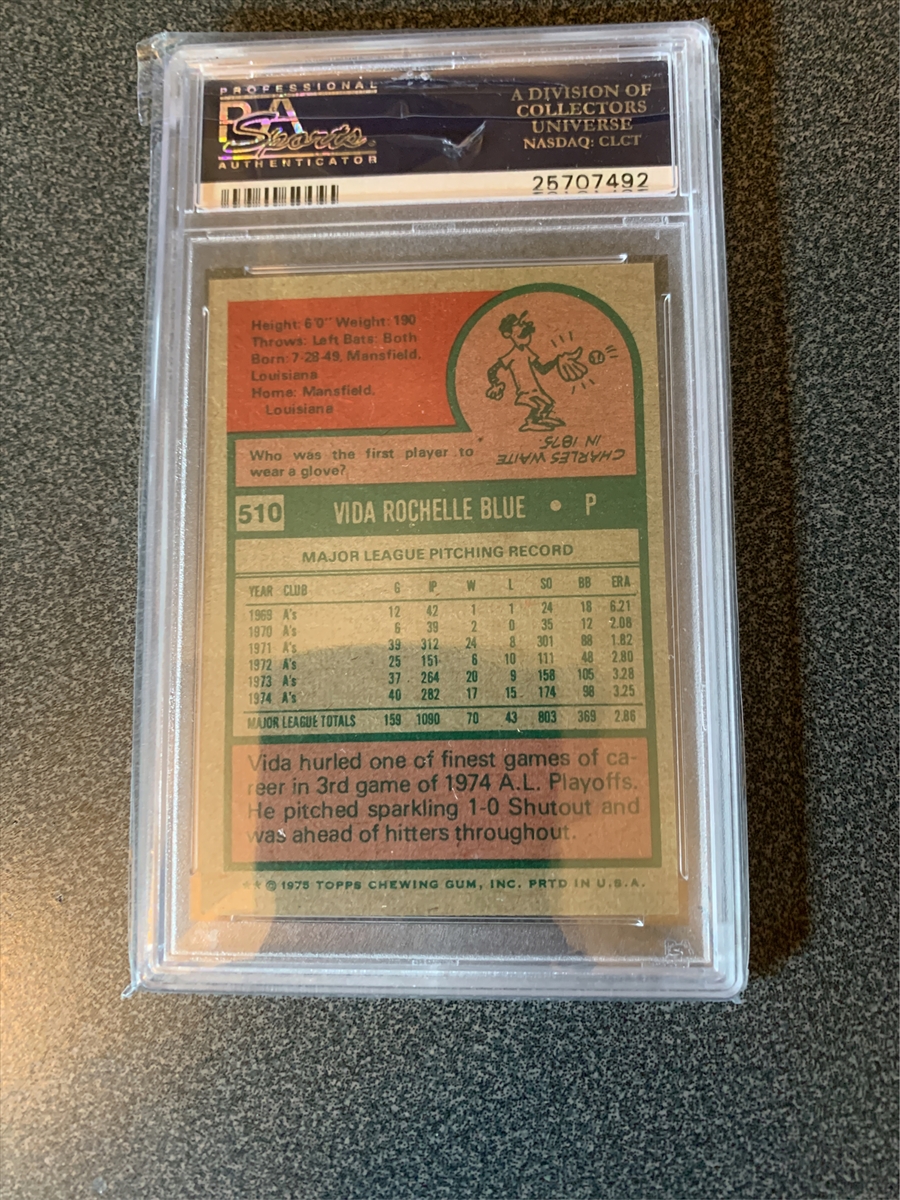 PROFESSIONAL
PSA
Sports
AUTHENTICATOR
A DIVISION OF
COLLECTORS
UNIVERSE
NASDAQ: CLCT
25707492
Height: 6'0" Weight: 190
Throws: Left Bats: Both
Born: 7-28-49, Mansfield,
Louisiana
Home: Mansfield,
Louisiana
Who was the first player to
wear a glove?
CHARLES WAITE
IN 1875
510 VIDA ROCHELLE BLUE • P
MAJOR LEAGUE PITCHING RECORD
YEAR CLUB G IP W L SO BB ERA
1969 A's 12 42 1 1 24 18 6.21
1970 A's 6 39 2 0 35 12 2.08
1971 A's 39 312 24 8 301 88 1.82
1972 A's 25 151 6 10 111 48 2.80
1973 A's 37 264 20 9 158 105 3.28
1974 A's 40 282 17 15 174 98 3.25
MAJOR LEAGUE TOTALS 159 1090 70 43 803 369 2.86
Vida hurled one of finest games of ca-
reer in 3rd game of 1974 A.L. Playoffs.
He pitched sparkling 1-0 Shutout and
was ahead of hitters throughout.
★★ © 1975 TOPPS CHEWING GUM, INC. PRTD IN U.S.A.